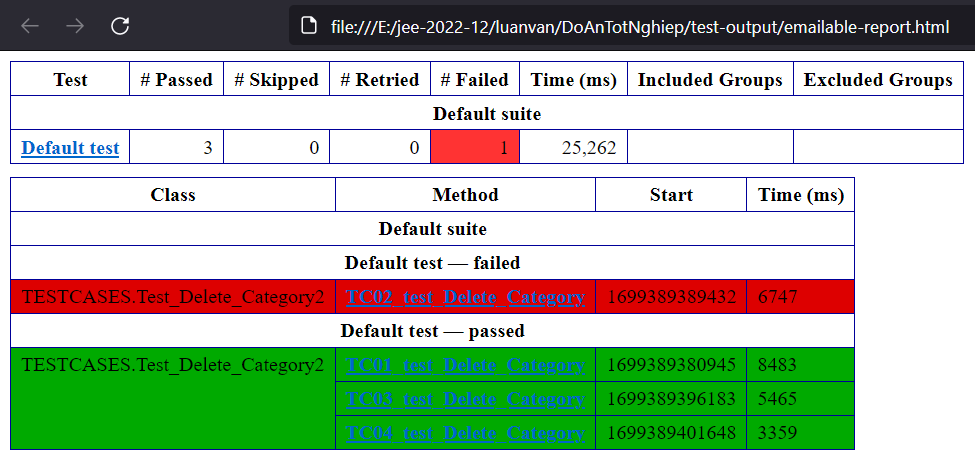 file:///E:/jee-2022-12/luanvan/DoAnTotNghiep/test-output/emailable-report.html
Test # Passed # Skipped # Retried # Failed Time (ms) Included Groups Excluded Groups
Default suite
Default test 3 0 0 1 25,262
Class Method Start Time (ms)
Default suite
Default test — failed
TESTCASES.Test_Delete_Category2 TC02_test_Delete_Category 1699389389432 6747
Default test — passed
TESTCASES.Test_Delete_Category2 TC01_test_Delete_Category 1699389380945 8483
TC03_test_Delete_Category 1699389396183 5465
TC04_test_Delete_Category 1699389401648 3359